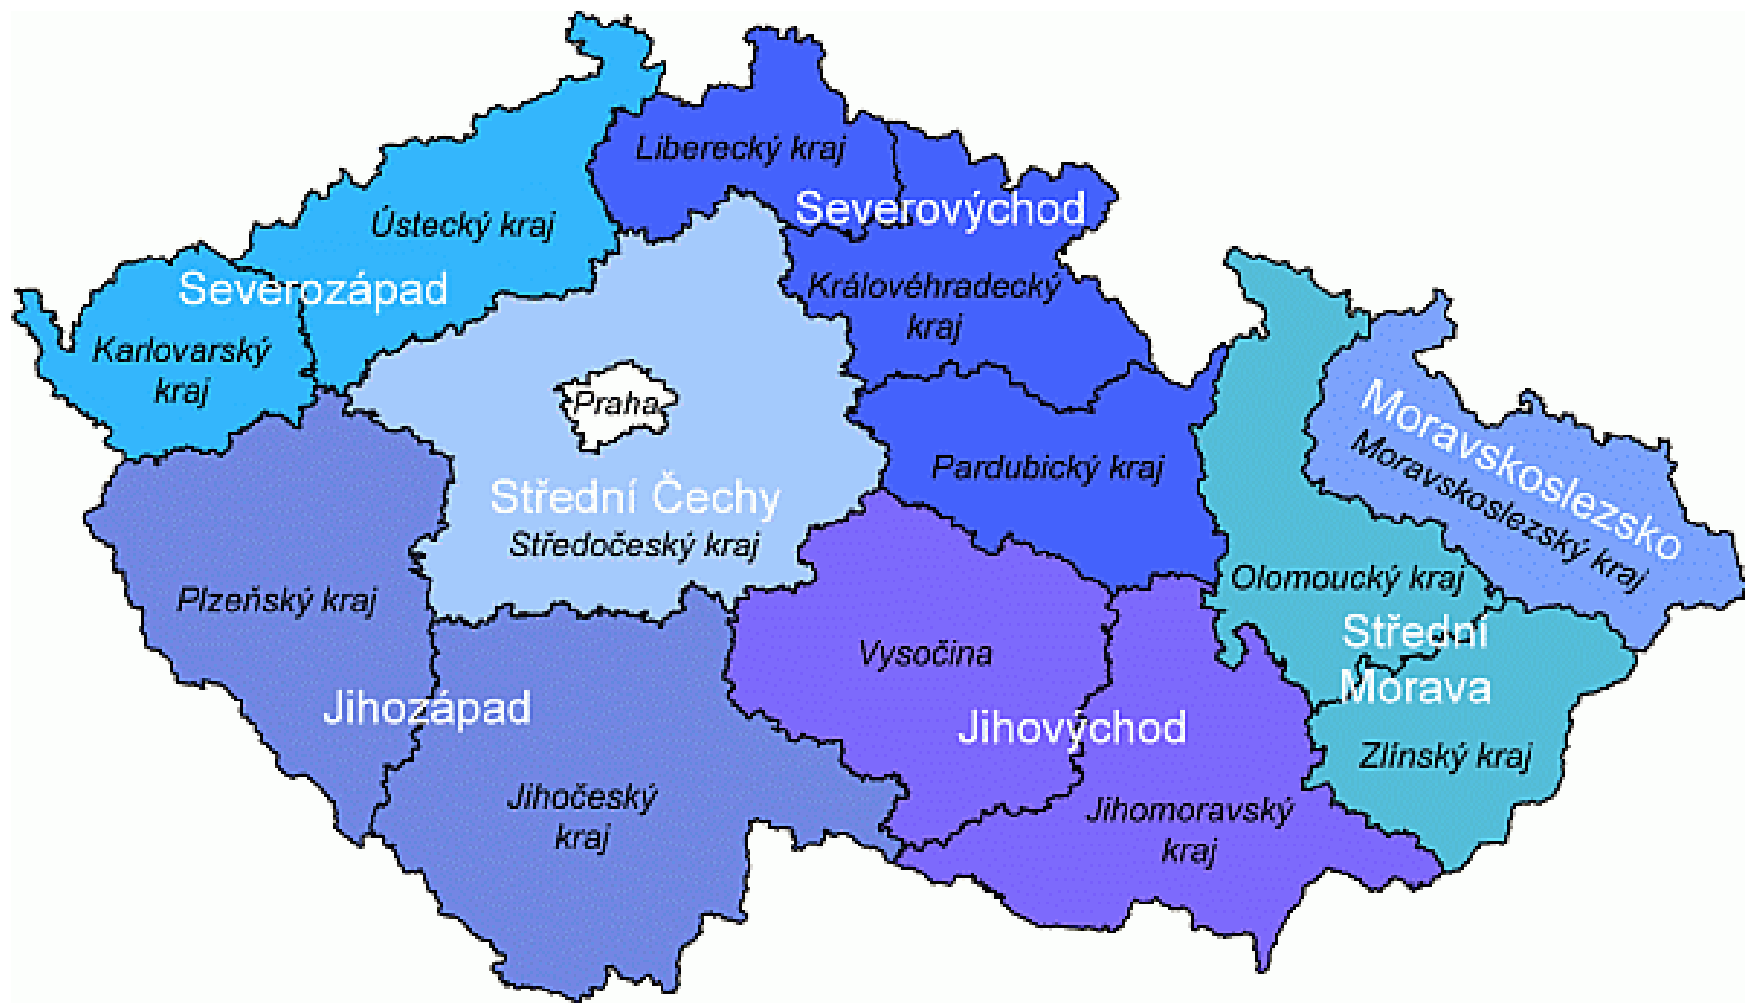 Liberecký kraj
Severovýchod
Ústecký kraj
Severozápad
Královéhradecký
kraj
Karlovarský
kraj
Praha
Moravskoslezsko
Moravskoslezský kraj
Pardubický kraj
Střední Čechy
Středočeský kraj
Olomoucký kraj
Plzeňský kraj
Střední
Morava
Vysočina
Jihozápad
Jihovýchod
Zlínský kraj
Jihočeský
kraj
Jihomoravský
kraj